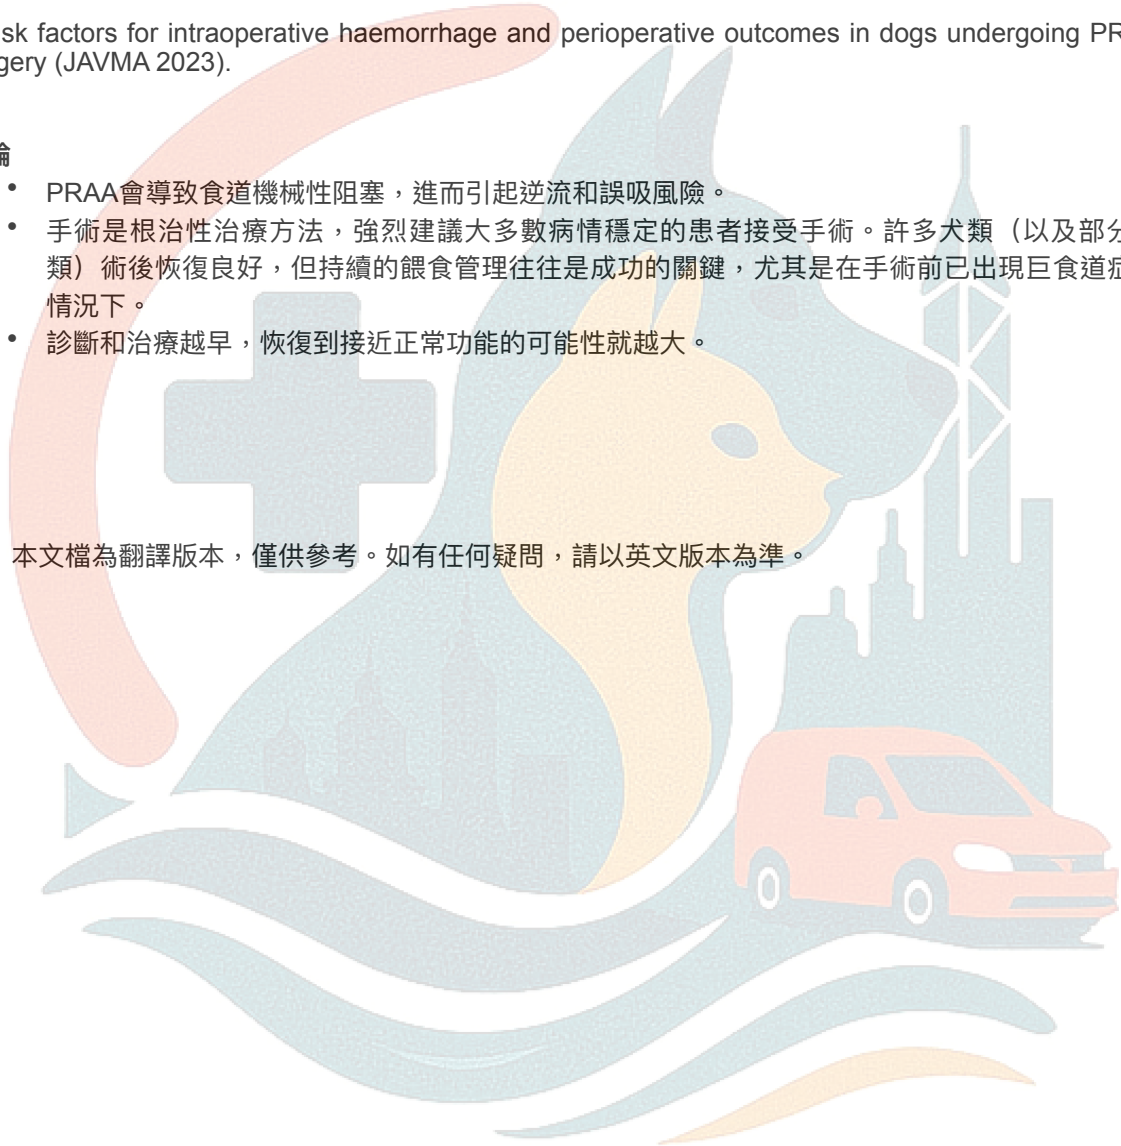 sk factors for intraoperative haemorrhage and perioperative outcomes in dogs undergoing PR
gery (JAVMA 2023).
論
• PRAA會導致食道機械性阻塞，進而引起逆流和誤吸風險。
• 手術是根治性治療方法，強烈建議大多數病情穩定的患者接受手術。許多犬類（以及部分
類）術後恢復良好，但持續的餵食管理往往是成功的關鍵，尤其是在手術前已出現巨食道症
情況下。
• 診斷和治療越早，恢復到接近正常功能的可能性就越大。
本文檔為翻譯版本，僅供參考。如有任何疑問，請以英文版本為準。